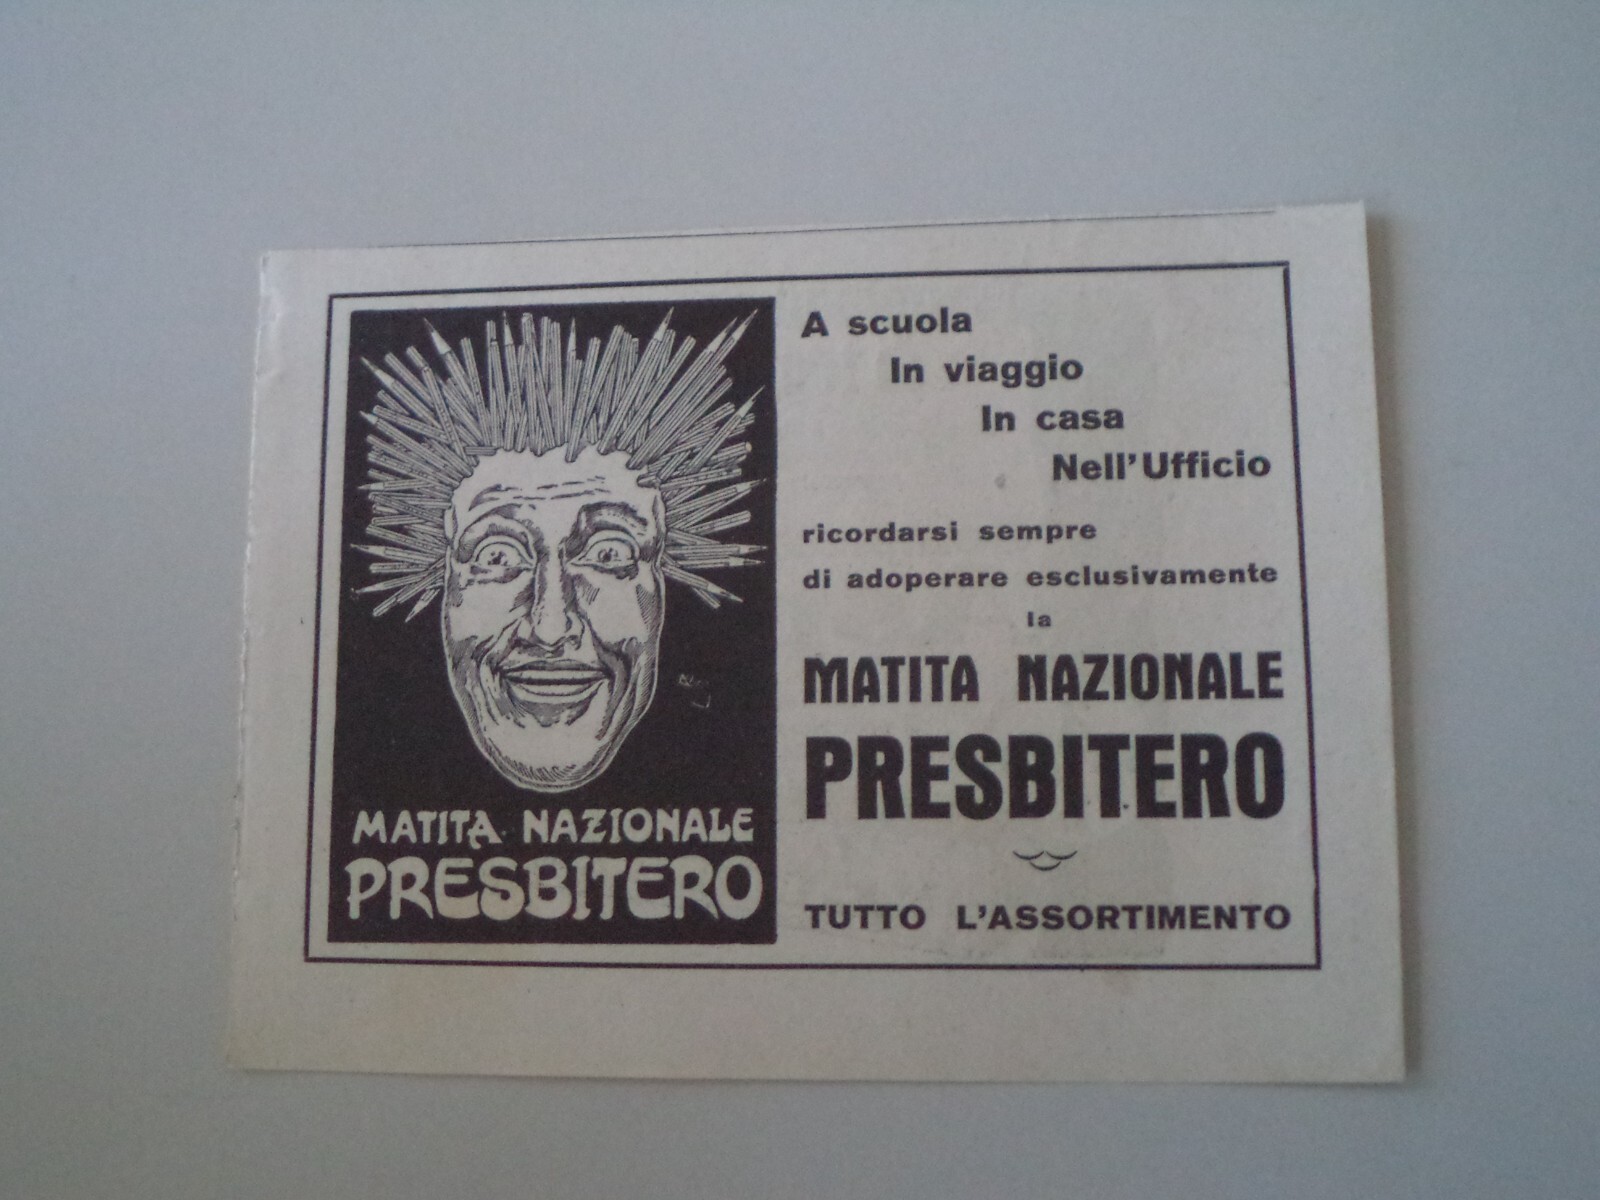 MATITA NAZIONALE
PRESBITERO
A scuola
In viaggio
In casa
Nell'Ufficio
ricordarsi sempre
di adoperare esclusivamente
la
MATITA NAZIONALE
PRESBITERO
TUTTO L'ASSORTIMENTO